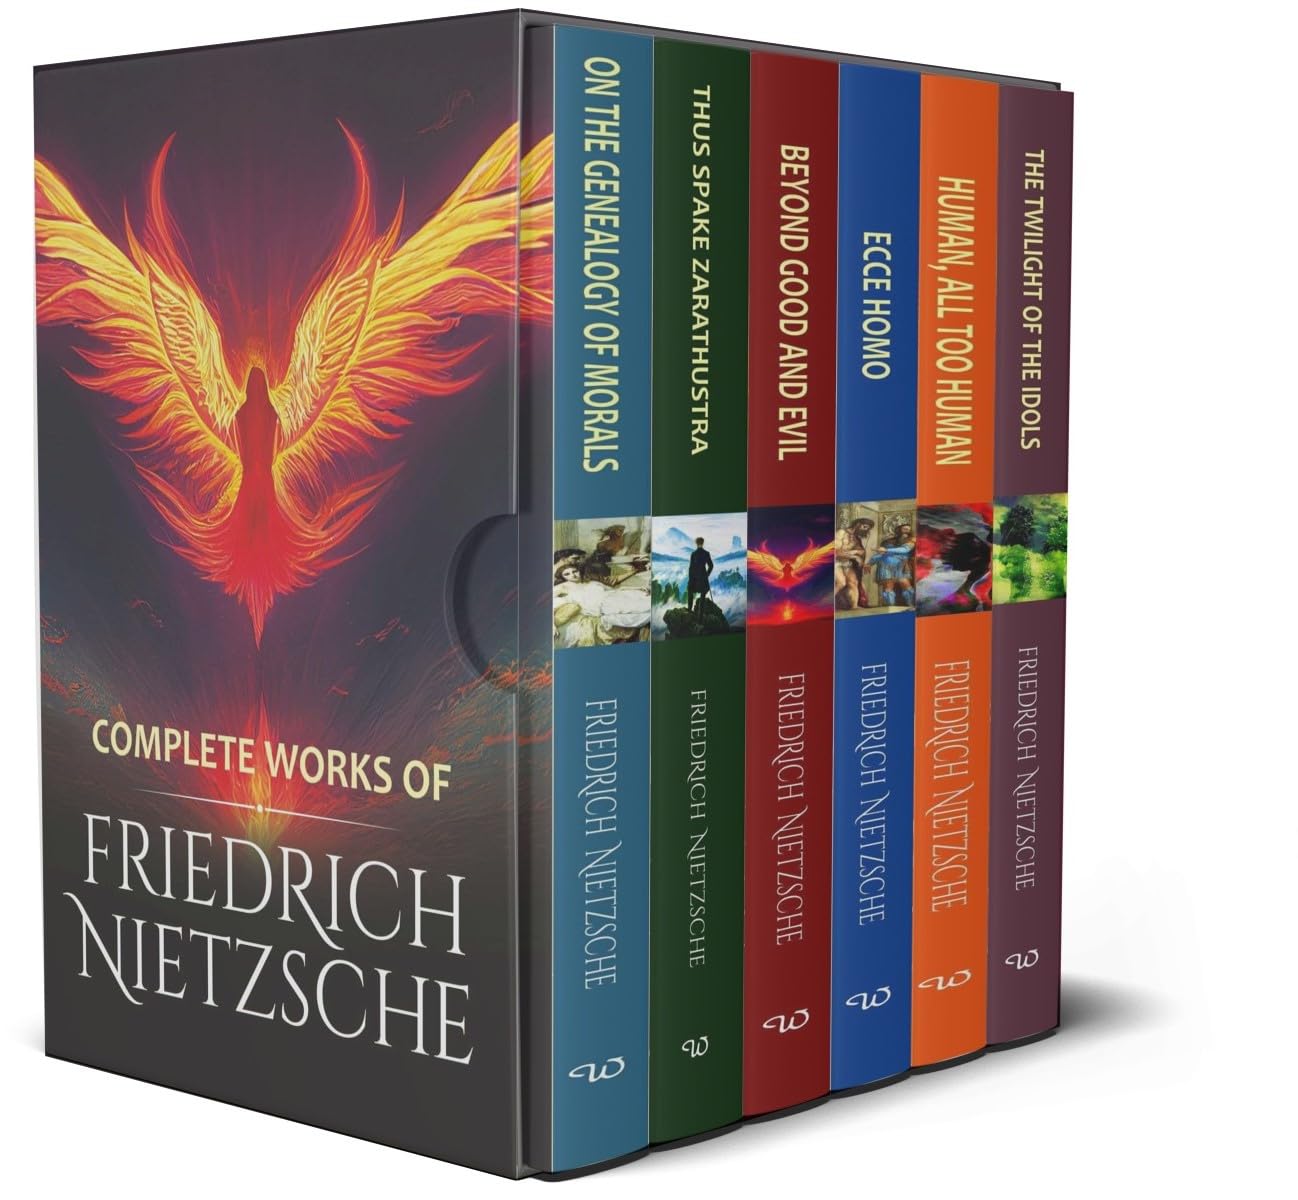 COMPLETE WORKS OF
FRIEDRICH
NIETZSCHE
ON THE GENEALOGY OF MORALS
FRIEDRICH NIETZSCHE
W
THUS SPAKE ZARATHUSTRA
FRIEDRICH NIETZSCHE
W
BEYOND GOOD AND EVIL
FRIEDRICH NIETZSCHE
W
ECCE HOMO
FRIEDRICH NIETZSCHE
W
HUMAN, ALL TOO HUMAN
FRIEDRICH NIETZSCHE
W
THE TWILIGHT OF THE IDOLS
FRIEDRICH NIETZSCHE
W